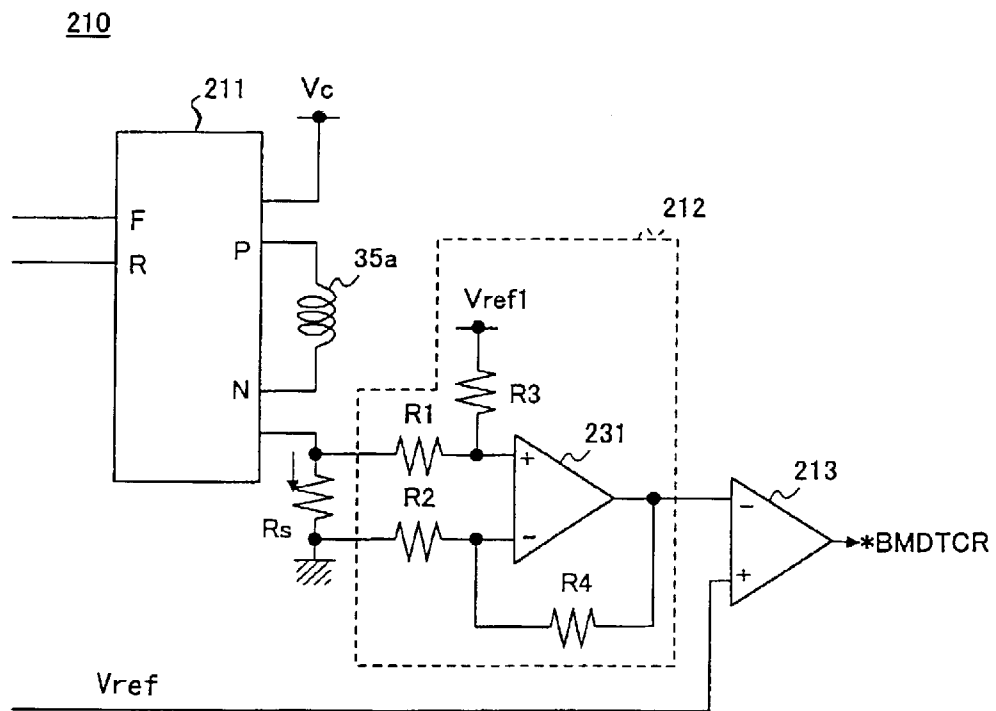 210
211
Vc
F
R
P
N
35a
212
Vref1
R3
R1
R2
Rs
+
-
231
R4
-
+
213
*BMDTCR
Vref